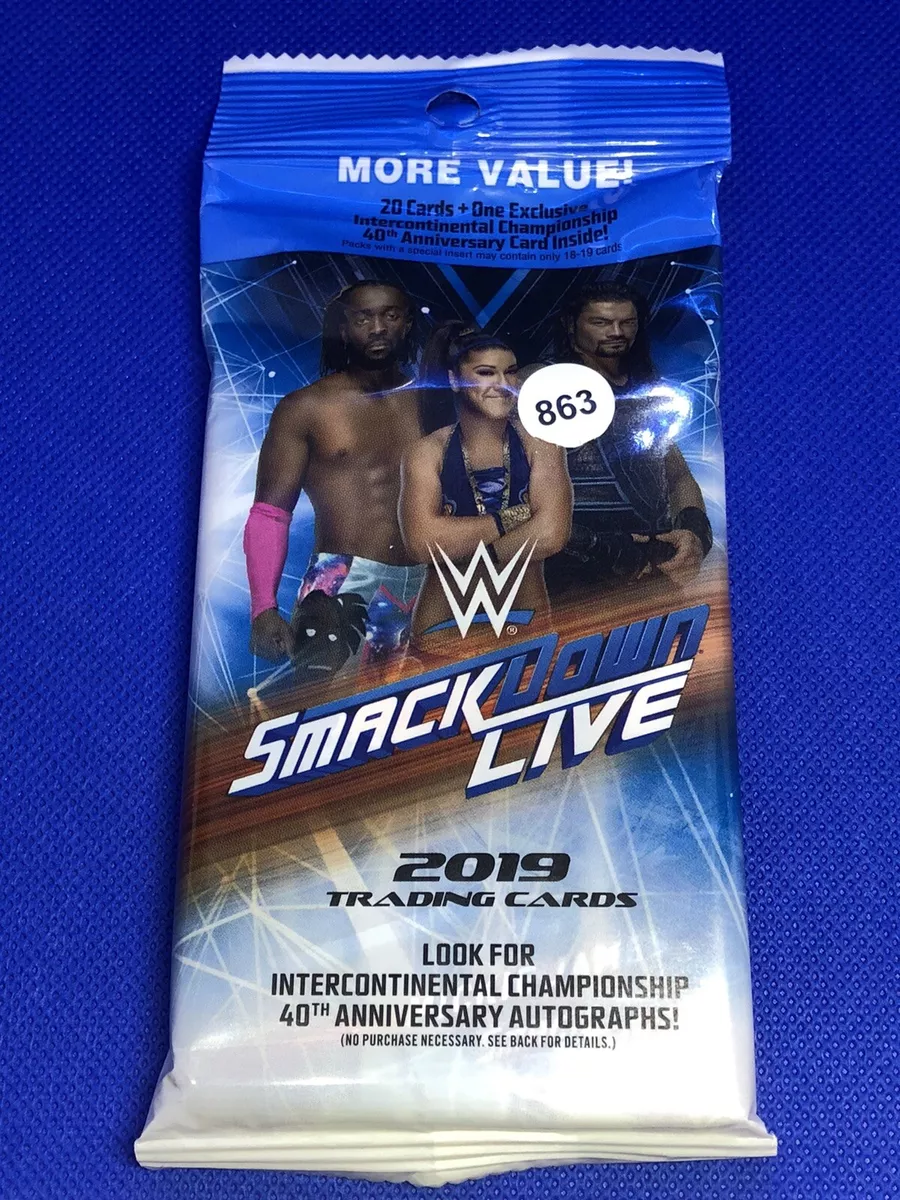 MORE VALUE!
20 Cards + One Exclusive
Intercontinental Championship
40th Anniversary Card Inside!
Packs with a special insert may contain only 18-19 cards
863
W
SMACKDOWN
LIVE
2019
TRADING CARDS
LOOK FOR
INTERCONTINENTAL CHAMPIONSHIP
40TH ANNIVERSARY AUTOGRAPHS!
(NO PURCHASE NECESSARY. SEE BACK FOR DETAILS.)